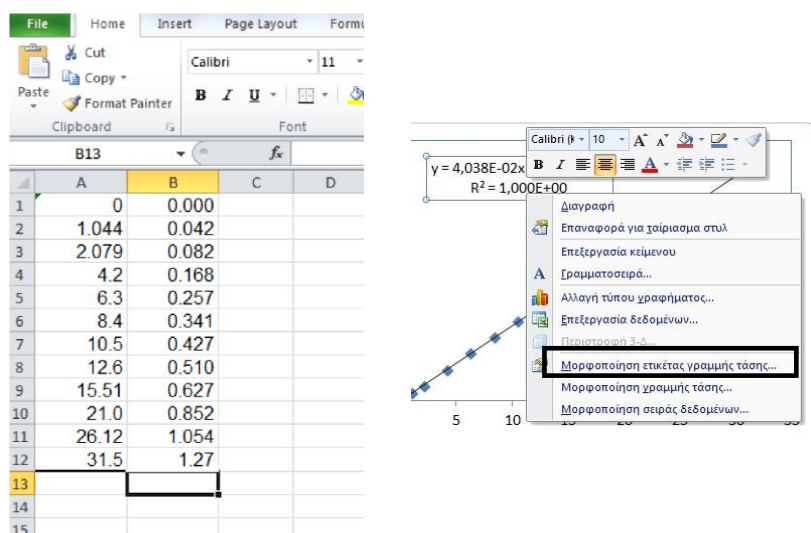 File Home Insert Page Layout
Cut
Copy
Format Painter
Paste
Clipboard
Calibri 11
B I U
Font
B13 fx
A B C D
1 0 0.000
2 1.044 0.042
3 2.079 0.082
4 4.2 0.168
5 6.3 0.257
6 8.4 0.341
7 10.5 0.427
8 12.6 0.510
9 15.51 0.627
10 21.0 0.852
11 26.12 1.054
12 31.5 1.27
13
14
15
Calibri 10 A A
B I A
y = 4,038E-02x
R² = 1,000E+00
Διαγραφή
Επαναφορά για ταίριασμα στυλ
Επεξεργασία κειμένου
Γραμματοσειρά...
Αλλαγή τύπου γραφήματος...
Επεξεργασία δεδομένων...
Περιστροφή 3-Δ...
Μορφοποίηση ετικέτας γραμμής τάσης...
Μορφοποίηση γραμμής τάσης...
Μορφοποίηση σειράς δεδομένων...
5 10 15 20 25 30 35